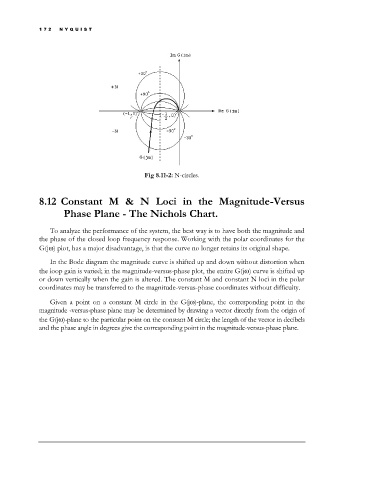 172 NYQUIST
Im G(jω)
+30°
+N
+90°
Re G(jω)
(-1,0)
-N
-90°
-30°
G(jω)
Fig 8.11-2: N-circles.
8.12 Constant M & N Loci in the Magnitude-Versus
Phase Plane - The Nichols Chart.
To analyze the performance of the system, the best way is to have both the magnitude and
the phase of the closed loop frequency response. Working with the polar coordinates for the
G(jω) plot, has a major disadvantage, is that the curve no longer retains its original shape.
In the Bode diagram the magnitude curve is shifted up and down without distortion when
the loop gain is varied; in the magnitude-versus-phase plot, the entire G(jω) curve is shifted up
or down vertically when the gain is altered. The constant M and constant N loci in the polar
coordinates may be transferred to the magnitude-versus-phase coordinates without difficulty.
Given a point on a constant M circle in the G(jω)-plane, the corresponding point in the
magnitude -versus-phase plane may be determined by drawing a vector directly from the origin of
the G(jω)-plane to the particular point on the constant M circle; the length of the vector in decibels
and the phase angle in degrees give the corresponding point in the magnitude-versus-phase plane.